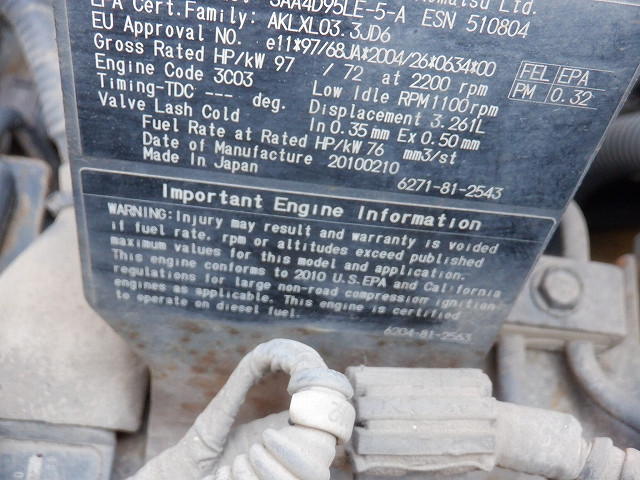 SAA4D95LE-5-A ESN 510804
EPA Cert.Family: AKLXL03.3JD6
EU Approval NO. e11*97/68JA*2004/26*0634*00
Gross Rated HP/kW 97 / 72 at 2200 rpm
Engine Code 3C03 Low Idle RPM 1100 rpm
Timing-TDC --- deg. Displacement 3.261L
Valve Lash Cold In 0.35 mm Ex 0.50 mm
Fuel Rate at Rated HP/kW 76 mm3/st
Date of Manufacture 20100210
Made In Japan
6271-81-2543
FEL EPA
PM 0.32
Important Engine Information
WARNING: Injury may result and warranty is voided
if fuel rate, rpm or altitudes exceed published
maximum values for this model and application.
This engine conforms to 2010 U.S.EPA and California
regulations for large non-road compression ignition
engines as applicable. This engine is certified
to operate on diesel fuel.
6204-81-2563